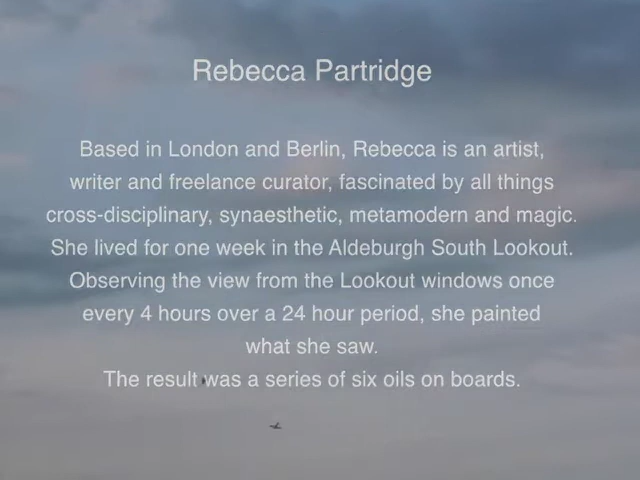 Rebecca Partridge
Based in London and Berlin, Rebecca is an artist,
writer and freelance curator, fascinated by all things
cross-disciplinary, synaesthetic, metamodern and magic.
She lived for one week in the Aldeburgh South Lookout.
Observing the view from the Lookout windows once
every 4 hours over a 24 hour period, she painted
what she saw.
The result was a series of six oils on boards.